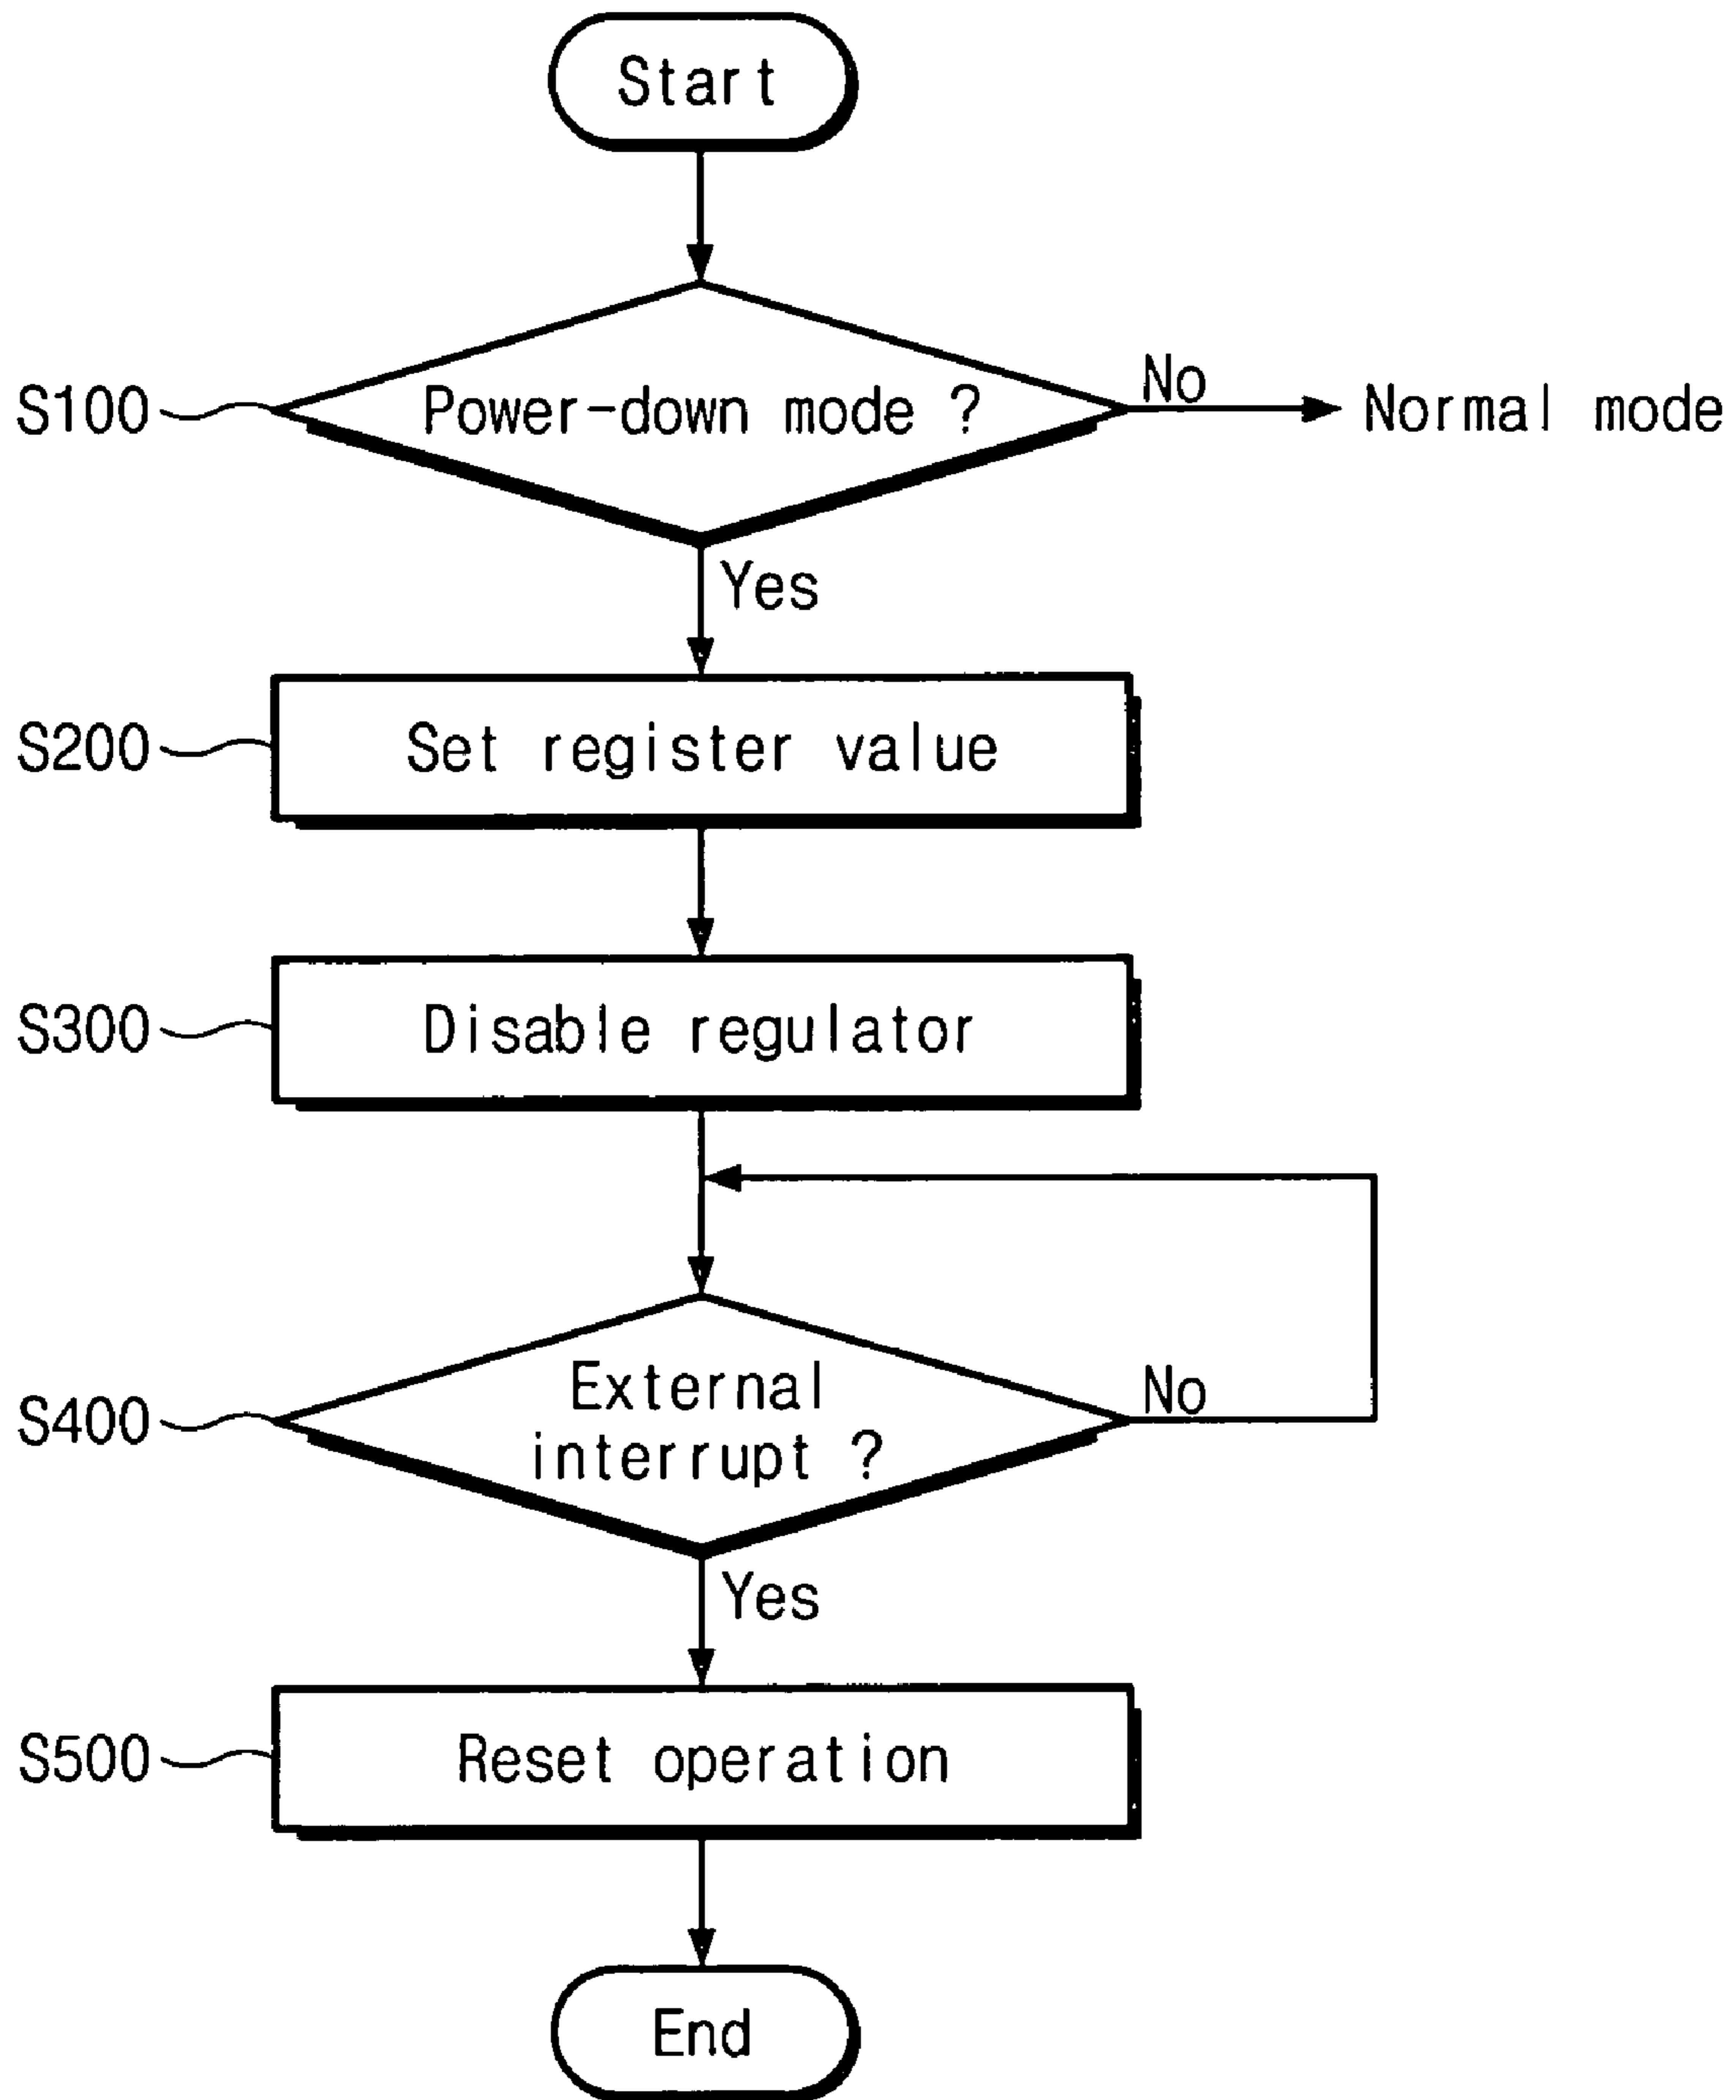 Start
S100
Power-down mode ?
No
Normal mode
Yes
S200
Set register value
S300
Disable regulator
S400
External
interrupt ?
No
Yes
S500
Reset operation
End